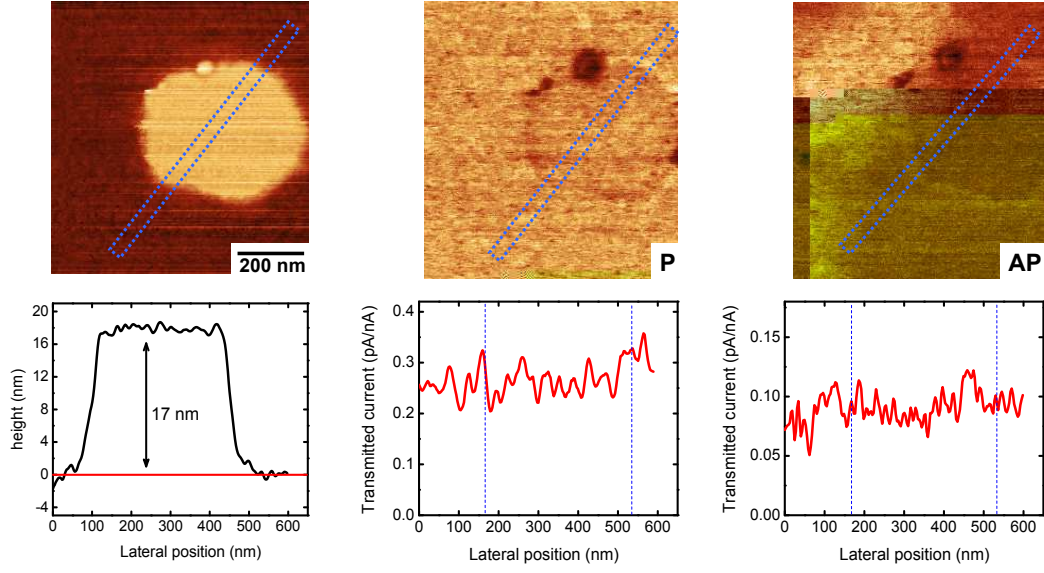 200 nm
P
AP
20
16
12
8
4
0
-4
height (nm)
17 nm
0 100 200 300 400 500 600
Lateral position (nm)
0.4
0.3
0.2
0.1
0.0
Transmitted current (pA/nA)
0 100 200 300 400 500 600
Lateral position (nm)
0.15
0.10
0.05
0.00
Transmitted current (pA/nA)
0 100 200 300 400 500 600
Lateral position (nm)